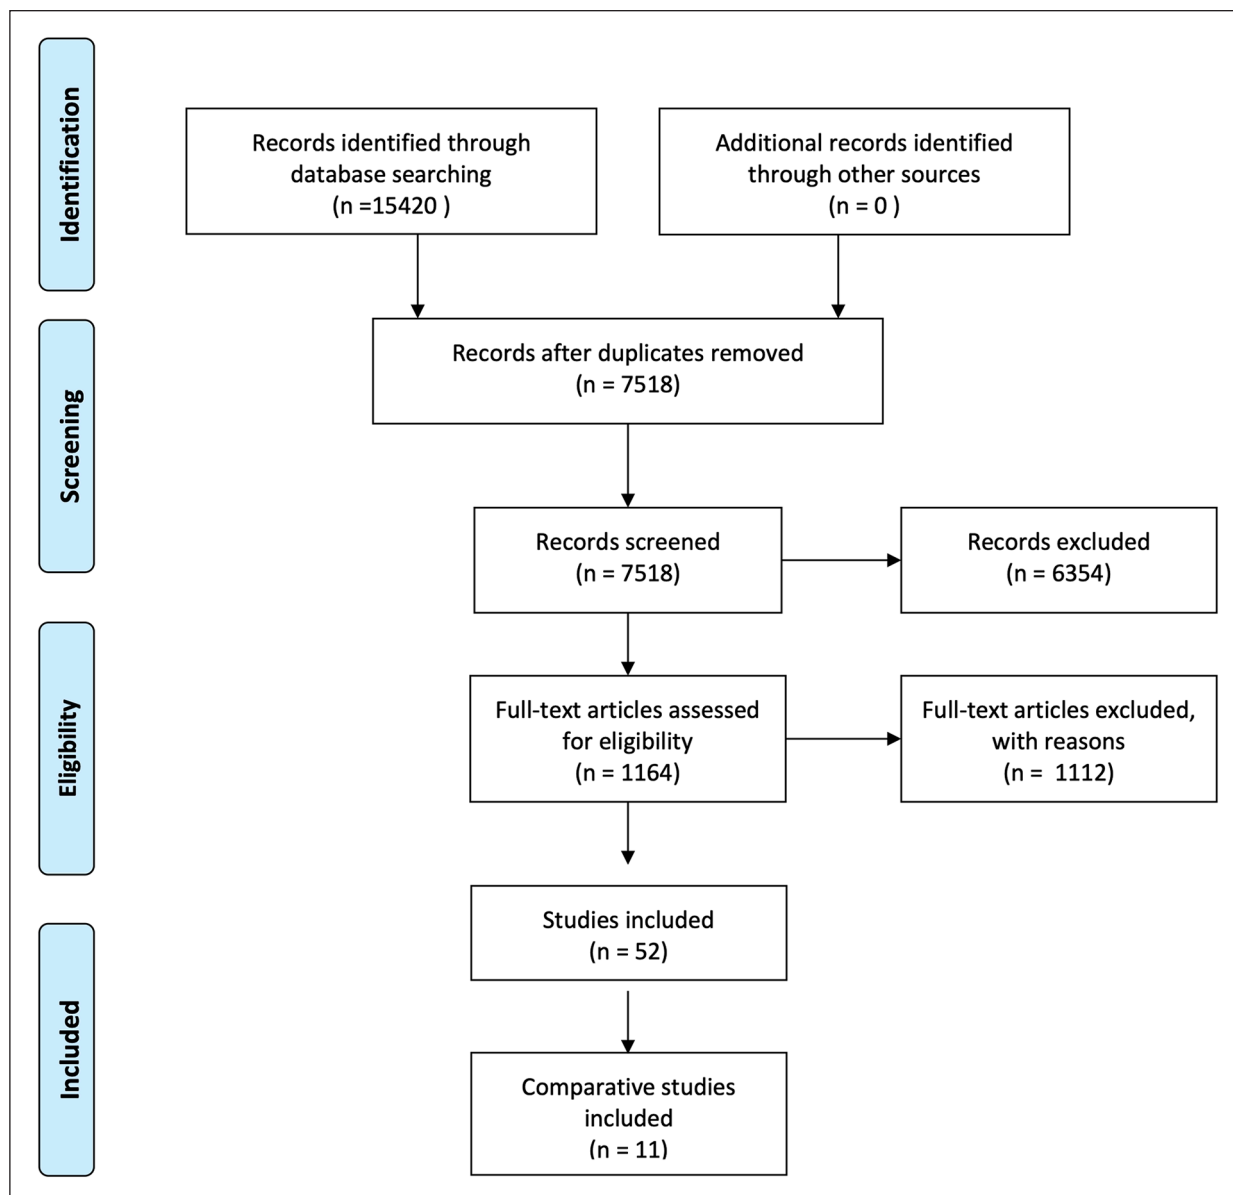 Identification
Records identified through
database searching
(n =15420 )
Additional records identified
through other sources
(n = 0 )
Screening
Records after duplicates removed
(n = 7518)
Records screened
(n = 7518)
Records excluded
(n = 6354)
Eligibility
Full-text articles assessed
for eligibility
(n = 1164)
Full-text articles excluded,
with reasons
(n =  1112)
Included
Studies included
(n = 52)
Comparative studies
included
(n = 11)